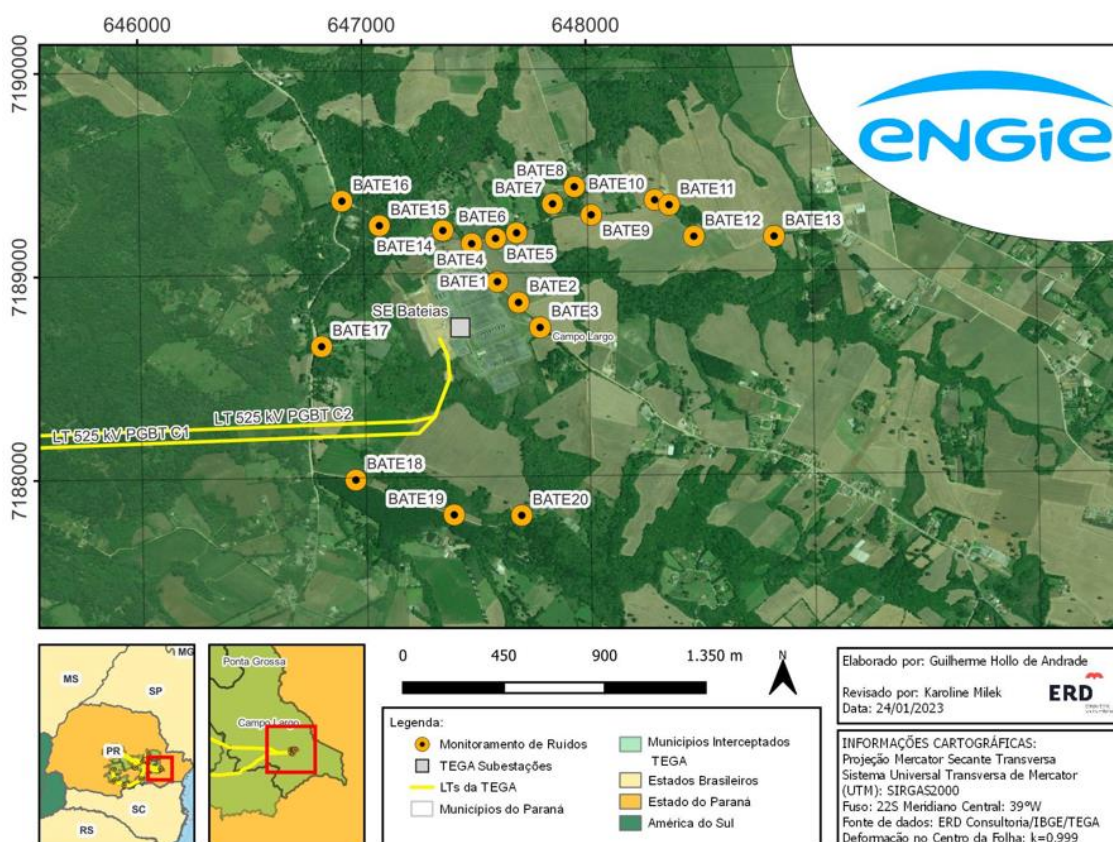 646000
647000
648000
7190000
7189000
7188000
ENGIE
BATE16
BATE15
BATE14
BATE8
BATE7
BATE10
BATE11
BATE6
BATE9
BATE12
BATE13
BATE4
BATE5
BATE1
BATE2
BATE3
SE Bateias
Campo Largo
BATE17
LT 525 kV PGBT C2
LT 525 kV PGBT C1
BATE18
BATE19
BATE20
MG
MS
SP
PR
SC
RS
Ponta Grossa
Campo Largo
0 450 900 1.350 m
N
Legenda:
Monitoramento de Ruídos
TEGA Subestações
LTs da TEGA
Municípios do Paraná
Municípios Interceptados
TEGA
Estados Brasileiros
Estado do Paraná
América do Sul
Elaborado por: Guilherme Hollo de Andrade
Revisado por: Karoline Milek
Data: 24/01/2023
ERD
INFORMAÇÕES CARTOGRÁFICAS:
Projeção Mercator Secante Transversa
Sistema Universal Transversa de Mercator
(UTM): SIRGAS2000
Fuso: 22S Meridiano Central: 39°W
Fonte de dados: ERD Consultoria/IBGE/TEGA
Deformação no Centro da Folha: k=0.999